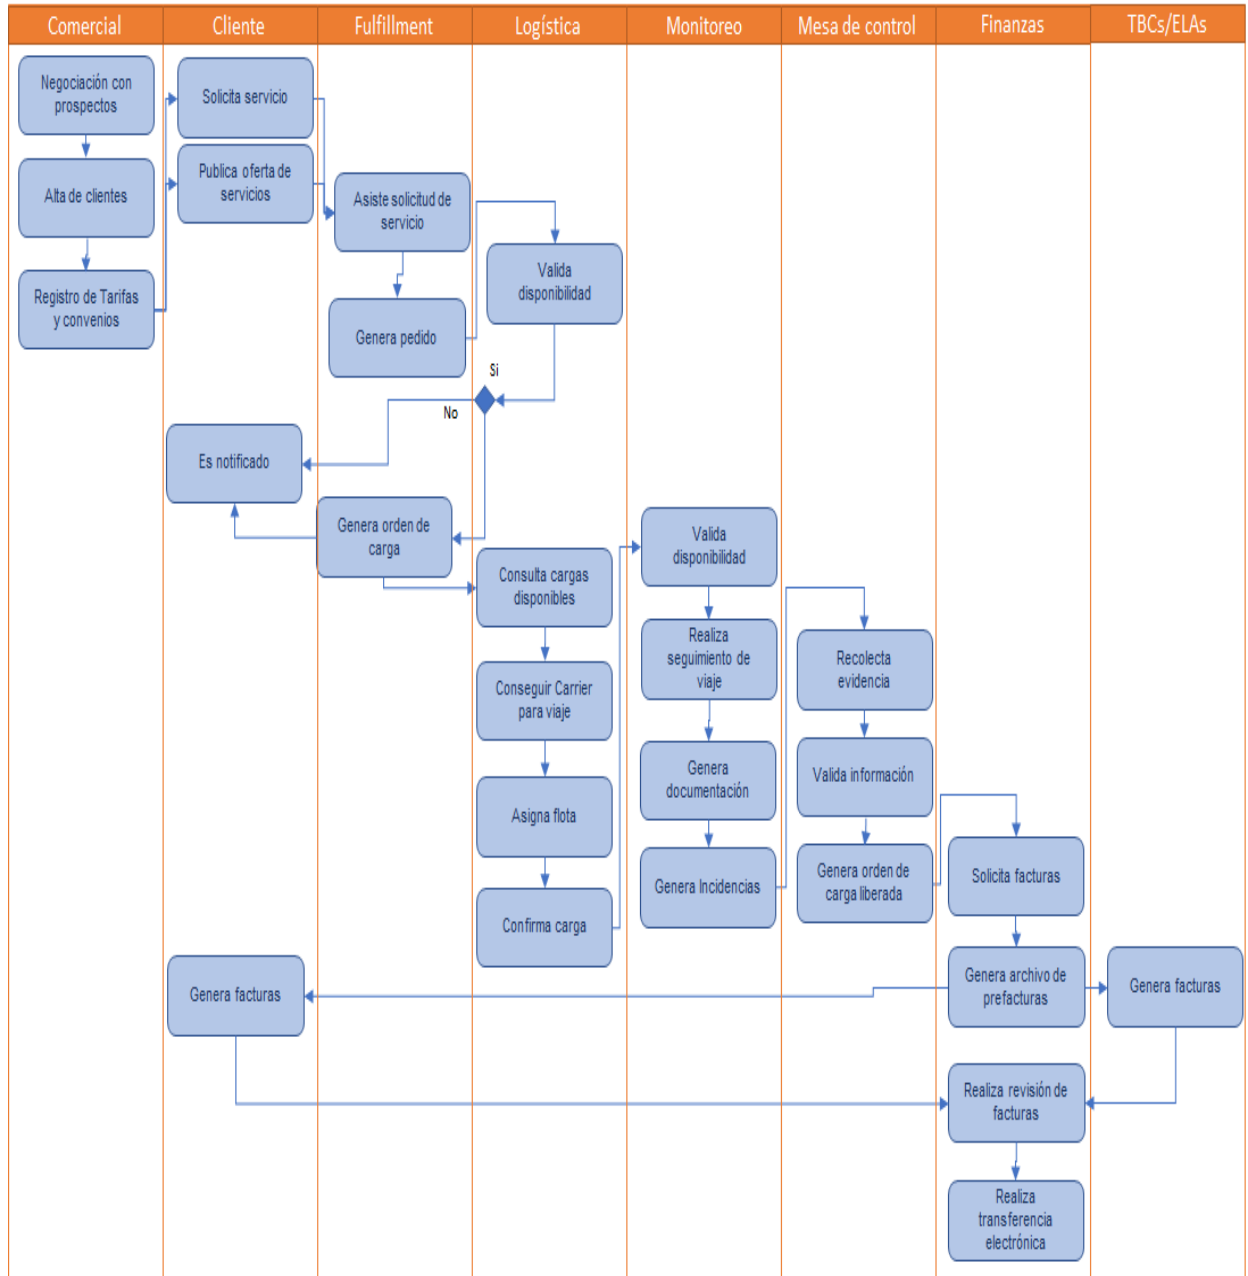 Comercial
Cliente
Fulfillment
Logística
Monitoreo
Mesa de control
Finanzas
TBCs/ELAs
Negociación con
prospectos
Alta de clientes
Registro de Tarifas
y convenios
Solicita servicio
Publica oferta de
servicios
Asiste solicitud de
servicio
Genera pedido
Valida
disponibilidad
Si
No
Es notificado
Genera orden de
carga
Consulta cargas
disponibles
Conseguir Carrier
para viaje
Asigna flota
Confirma carga
Valida
disponibilidad
Realiza
seguimiento de
viaje
Genera
documentación
Genera Incidencias
Recolecta
evidencia
Valida información
Genera orden de
carga liberada
Solicita facturas
Genera archivo de
prefacturas
Genera facturas
Genera facturas
Realiza revisión de
facturas
Realiza
transferencia
electrónica